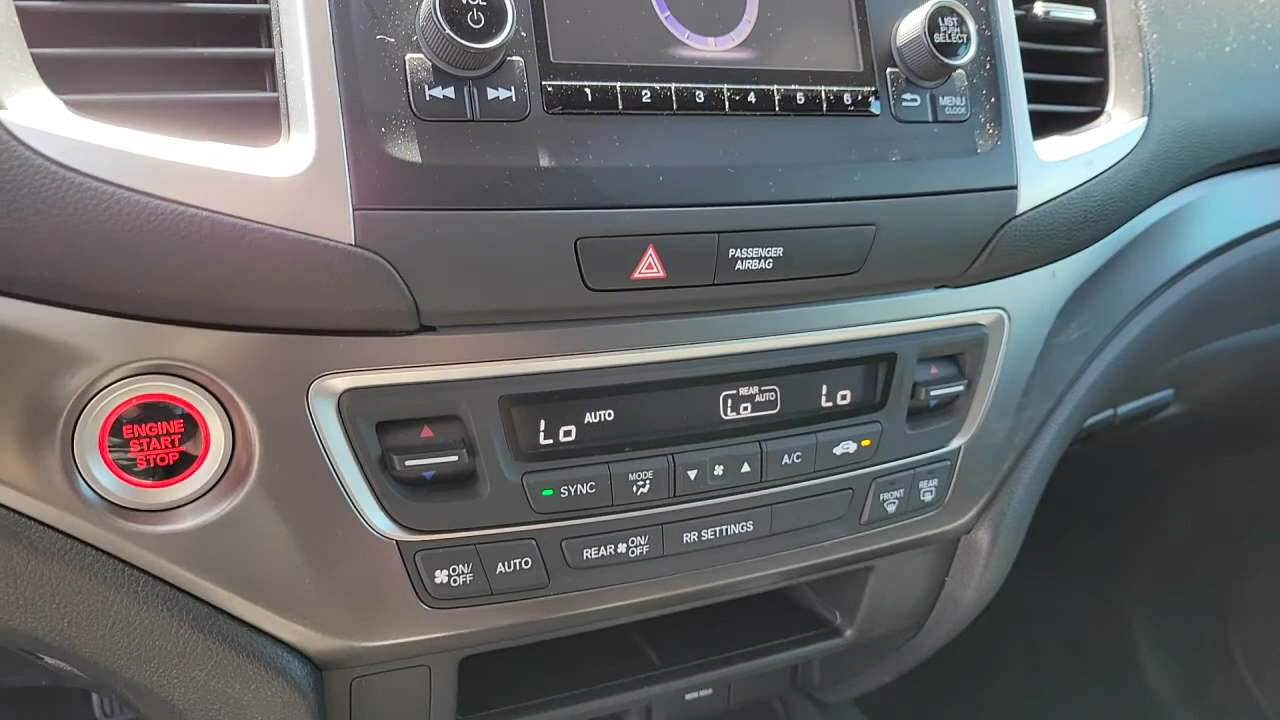 VOL
LIST
PUSH
SELECT
1 2 3 4 5 6
MENU
CLOCK
PASSENGER
AIRBAG
ENGINE
START
STOP
Lo AUTO
REAR
Lo AUTO
Lo
SYNC
MODE
A/C
FRONT
REAR
ON/
OFF
AUTO
REAR ON/
OFF
RR SETTINGS